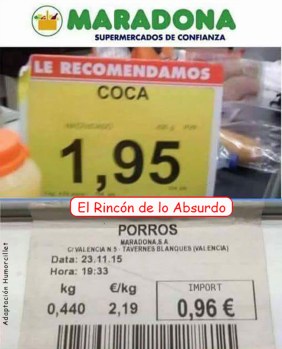 MARADONA
SUPERMERCADOS DE CONFIANZA
LE RECOMENDAMOS
COCA
1,95
El Rincón de lo Absurdo
PORROS
MARADONA,S.A
C/VALENCIA N.5 - TAVERNES BLANQUES (VALENCIA)
Data: 23.11.15
Hora: 19:33
kg €/kg IMPORT
0,440 2,19 0,96 €
Adaptación Humorcillet